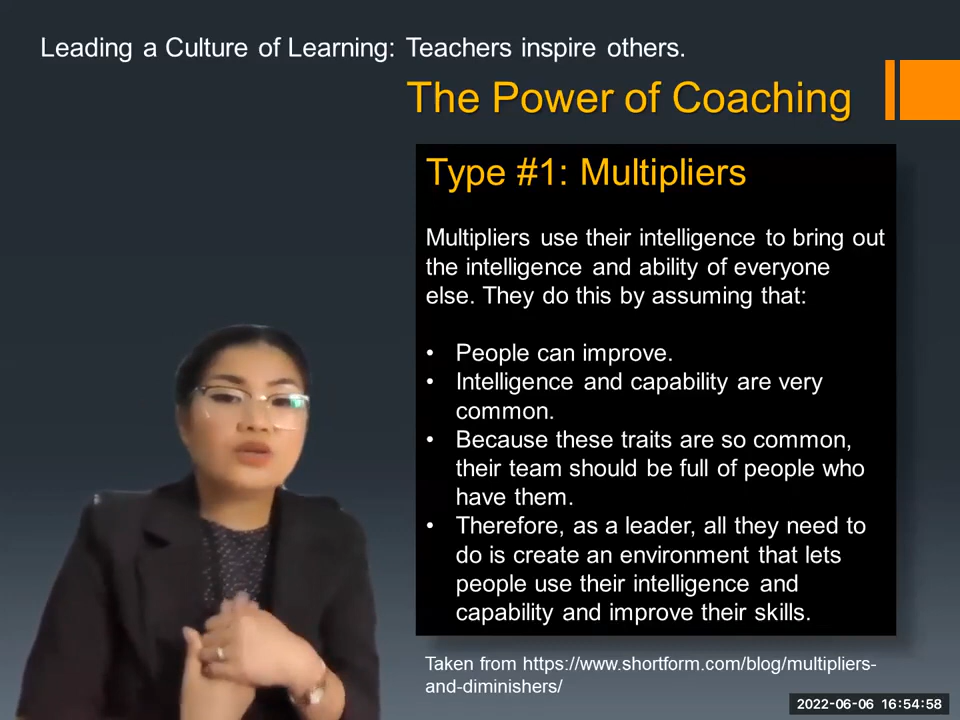 Leading a Culture of Learning: Teachers inspire others.
The Power of Coaching
Type #1: Multipliers
Multipliers use their intelligence to bring out
the intelligence and ability of everyone
else. They do this by assuming that:
• People can improve.
• Intelligence and capability are very
common.
• Because these traits are so common,
their team should be full of people who
have them.
• Therefore, as a leader, all they need to
do is create an environment that lets
people use their intelligence and
capability and improve their skills.
Taken from https://www.shortform.com/blog/multipliers-
and-diminishers/
2022-06-06 16:54:58